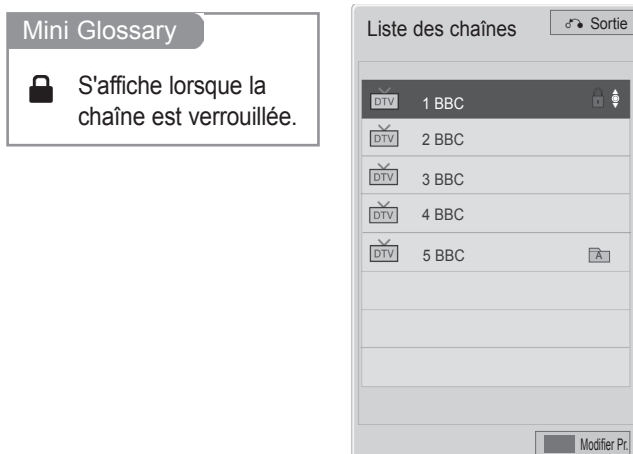 Mini Glossary
S'affiche lorsque la
chaîne est verrouillée.
Liste des chaînes
Sortie
DTV 1 BBC
DTV 2 BBC
DTV 3 BBC
DTV 4 BBC
DTV 5 BBC A
Modifier Pr.